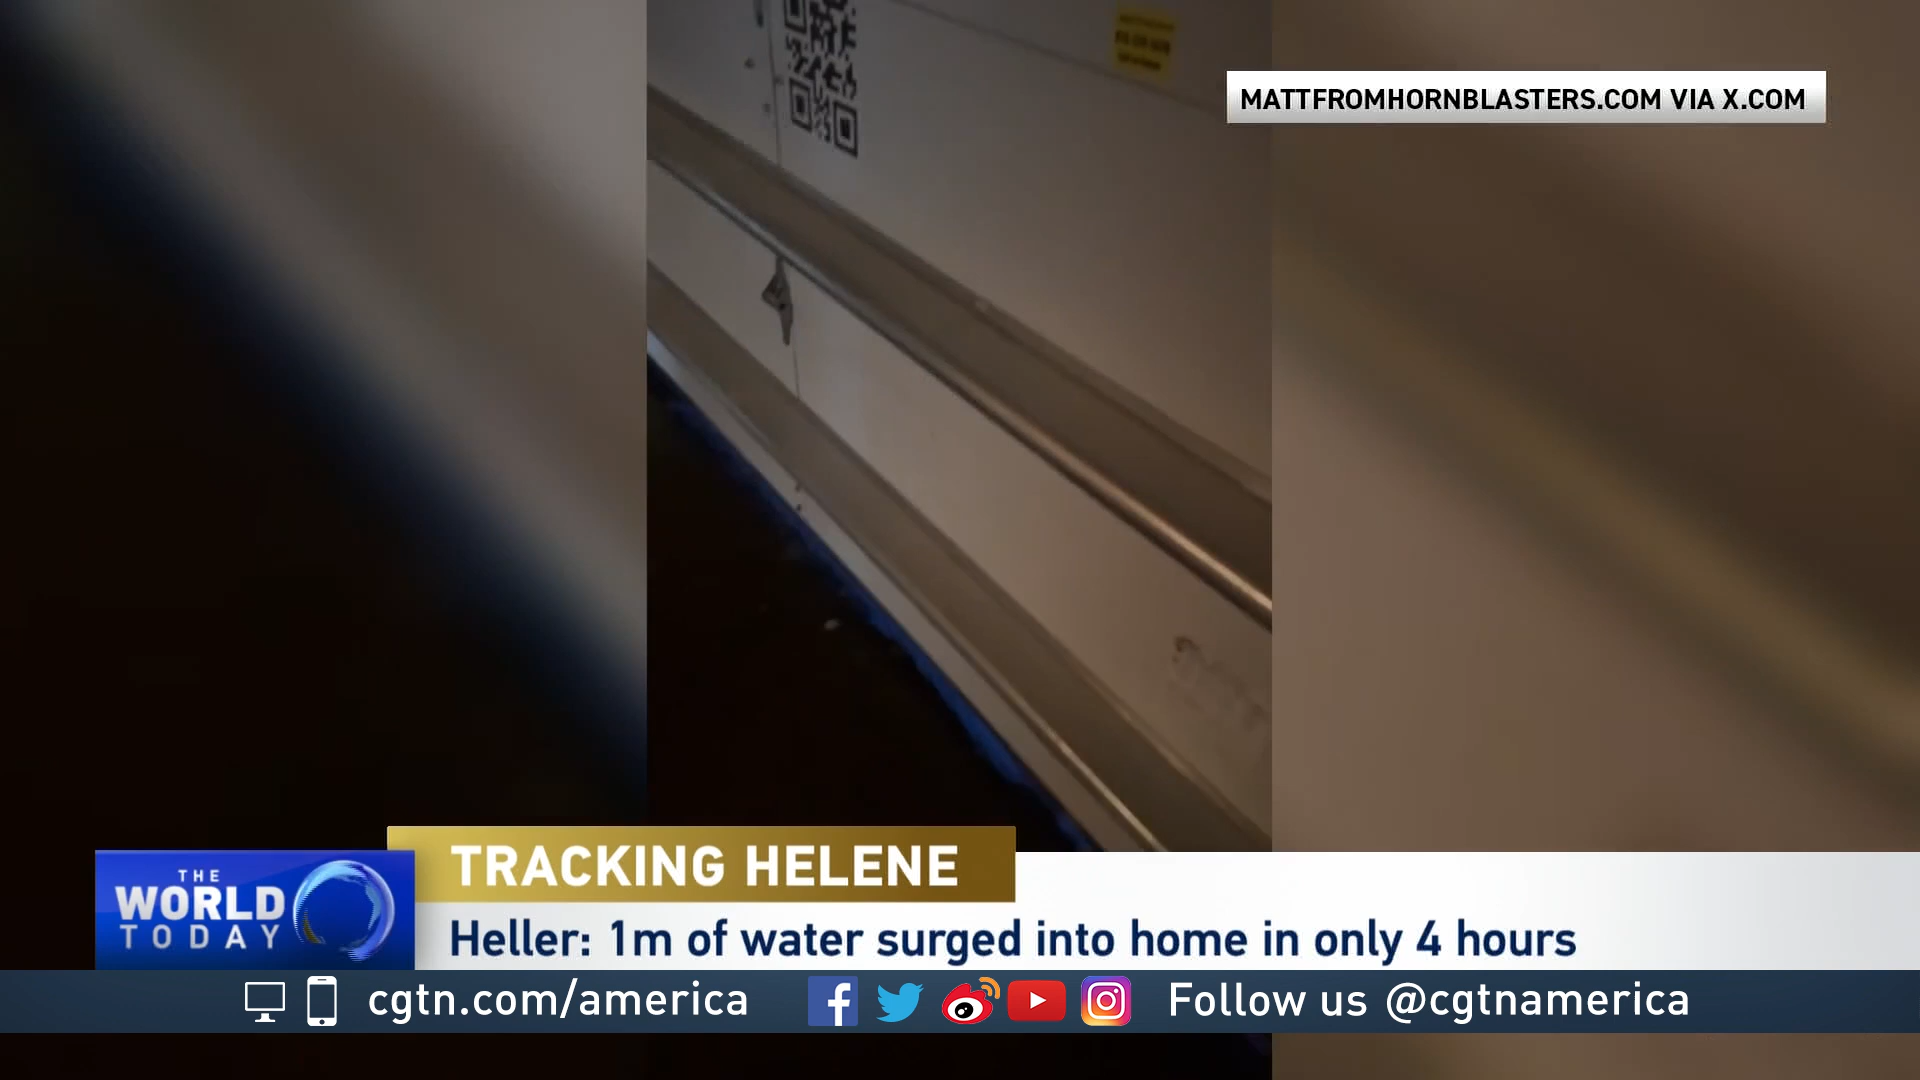 MATTFROMHORNBLASTERS.COM VIA X.COM
TRACKING HELENE
THE
WORLD
TODAY
Heller: 1m of water surged into home in only 4 hours
cgtn.com/america
Follow us @cgtnamerica